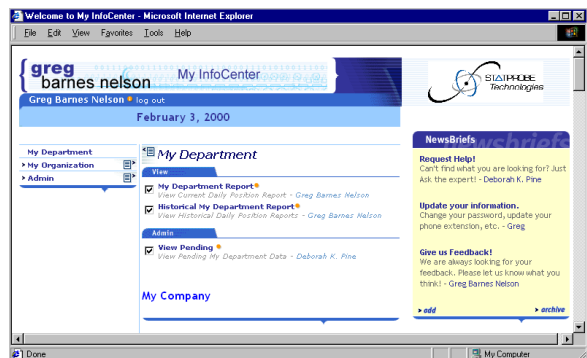 Welcome to My InfoCenter - Microsoft Internet Explorer
File Edit View Favorites Tools Help
greg
barnes nelson
My InfoCenter
STATPROBE
Technologies
Greg Barnes Nelson log out
February 3, 2000
My Department
My Organization
Admin
My Department
View
My Department Report
View Current Daily Position Report - Greg Barnes Nelson
Historical My Department Report
View Historical Daily Position Reports - Greg Barnes Nelson
Admin
View Pending
View Pending My Department Data - Deborah K. Pine
My Company
NewsBriefs
Request Help!
Can't find what you are looking for? Just
Ask the expert! - Deborah K. Pine
Update your information.
Change your password, update your
phone extension, etc. - Greg
Give us Feedback!
We are always looking for your
feedback. Please let us know what you
think! - Greg Barnes Nelson
add
archive
Done
My Computer